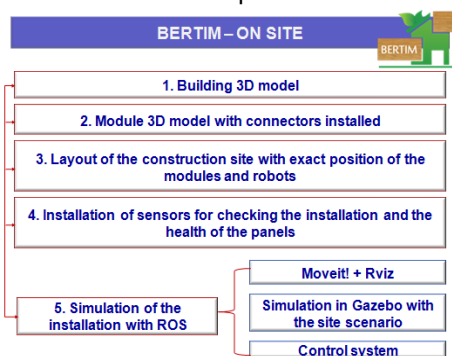 BERTIM – ON SITE
BERTIM
1. Building 3D model
2. Module 3D model with connectors installed
3. Layout of the construction site with exact position of the
modules and robots
4. Installation of sensors for checking the installation and the
health of the panels
5. Simulation of the
installation with ROS
Moveit! + Rviz
Simulation in Gazebo with
the site scenario
Control system